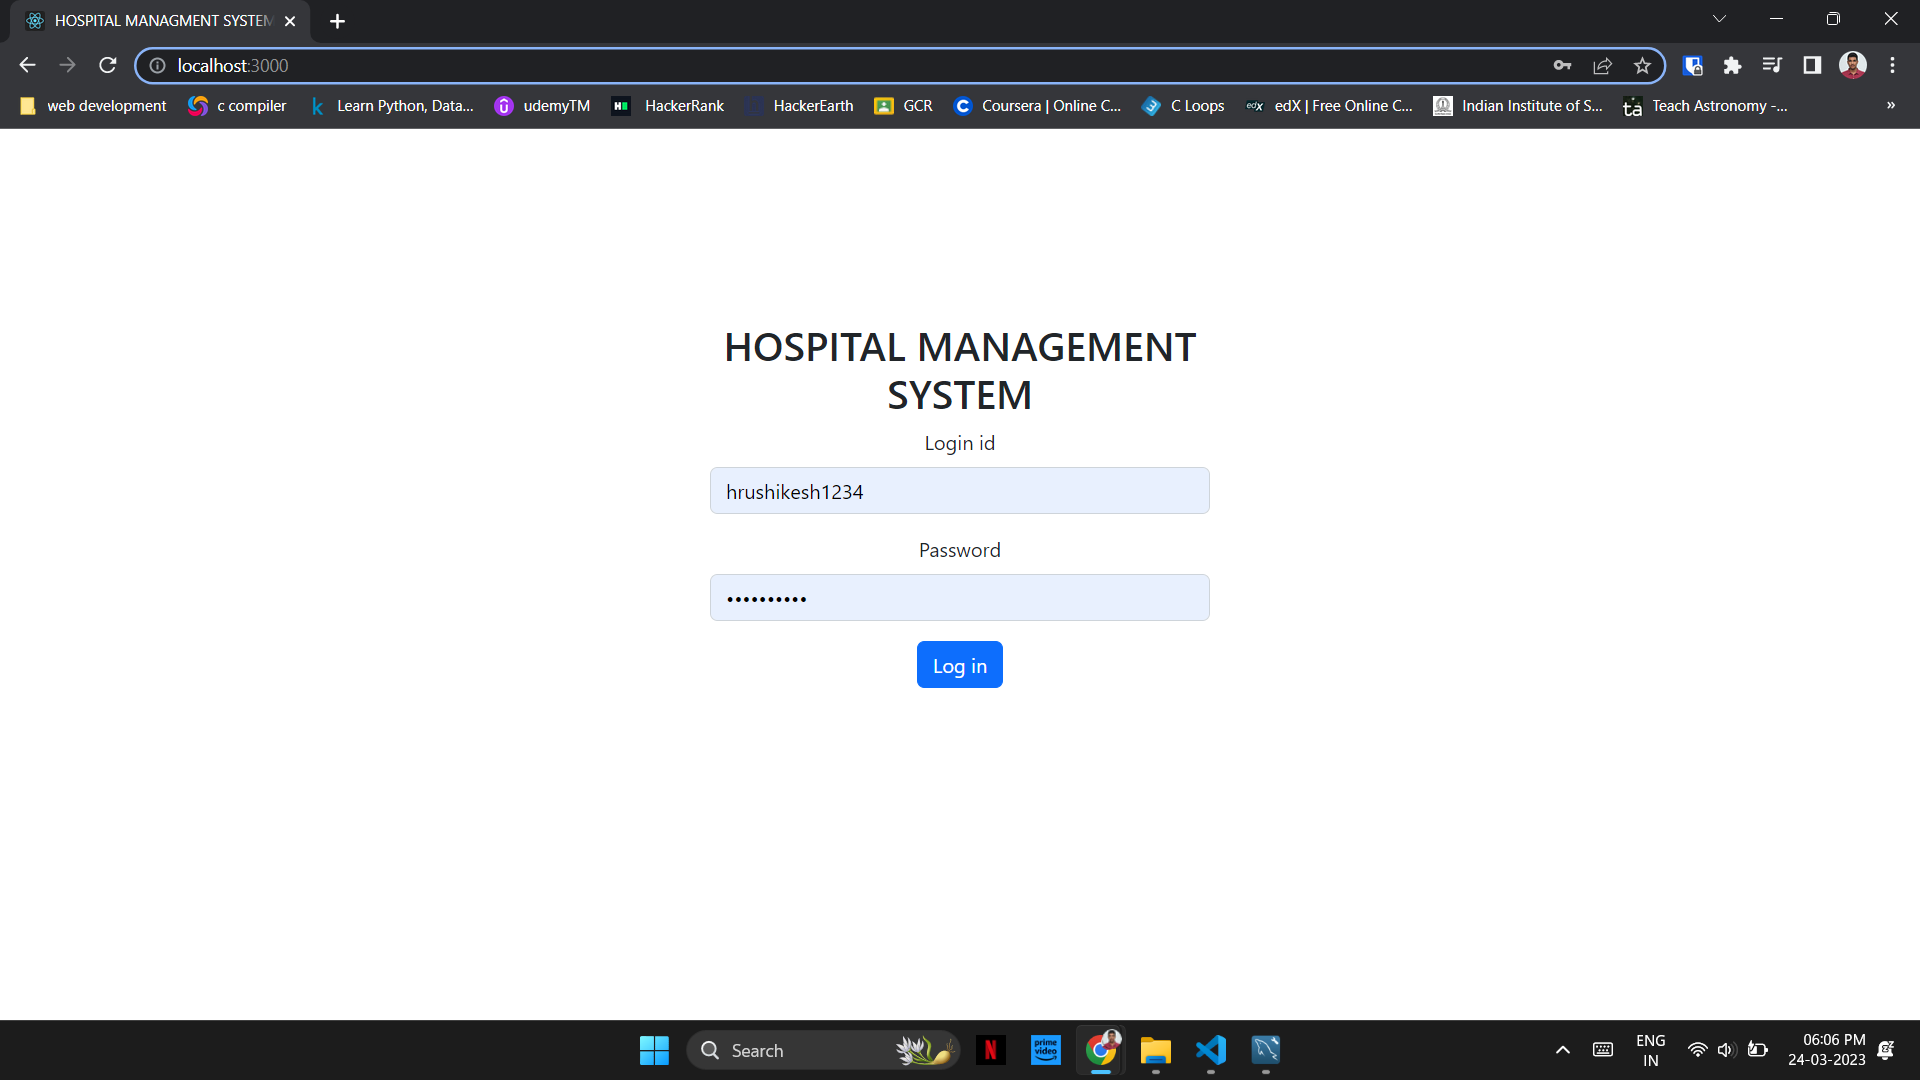 HOSPITAL MANAGMENT SYSTEM
localhost:3000
web development c compiler Learn Python, Data... udemyTM HackerRank HackerEarth GCR Coursera | Online C... C Loops edX | Free Online C... Indian Institute of S... Teach Astronomy -...
HOSPITAL MANAGEMENT
SYSTEM
Login id
hrushikesh1234
Password
••••••••••
Log in
Search
prime
video
ENG
IN
06:06 PM
24-03-2023